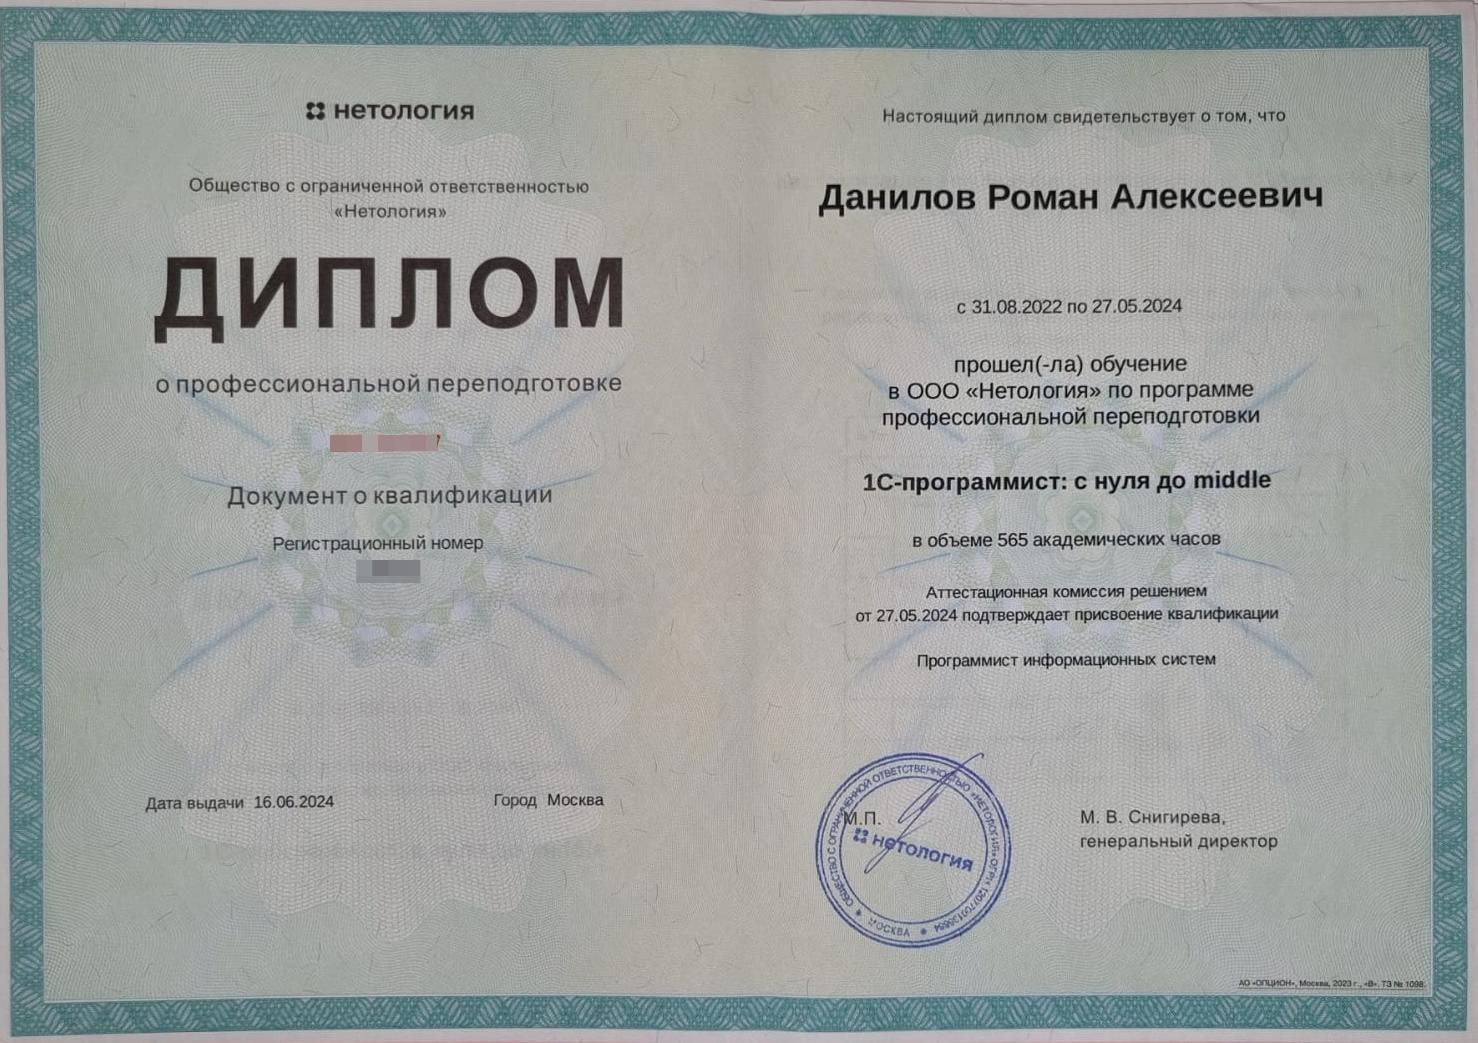 нетология
Общество с ограниченной ответственностью
«Нетология»
ДИПЛОМ
о профессиональной переподготовке
Документ о квалификации
Регистрационный номер
Дата выдачи 16.06.2024
Город Москва
Настоящий диплом свидетельствует о том, что
Данилов Роман Алексеевич
с 31.08.2022 по 27.05.2024
прошел(-ла) обучение
в ООО «Нетология» по программе
профессиональной переподготовки
1С-программист: с нуля до middle
в объеме 565 академических часов
Аттестационная комиссия решением
от 27.05.2024 подтверждает присвоение квалификации
Программист информационных систем
М.П.
ОБЩЕСТВО С ОГРАНИЧЕННОЙ ОТВЕТСТВЕННОСТЬЮ «НЕТОЛОГИЯ» ОГРН
МОСКВА
нетология
М. В. Снигирева,
генеральный директор
АО «ОПЦИОН», Москва, 2023 г., «В». ТЗ № 1098.